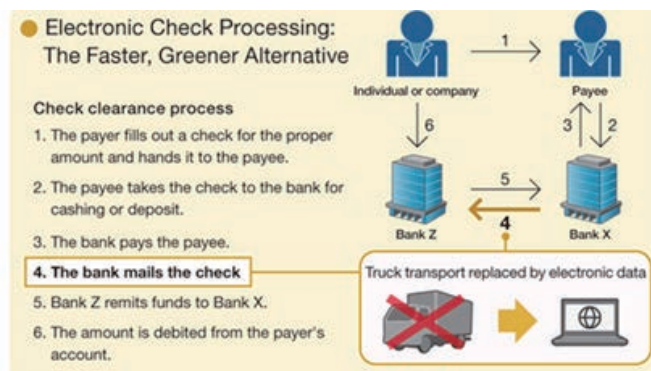 Electronic Check Processing:
The Faster, Greener Alternative
Check clearance process
1. The payer fills out a check for the proper
amount and hands it to the payee.
2. The payee takes the check to the bank for
cashing or deposit.
3. The bank pays the payee.
4. The bank mails the check
5. Bank Z remits funds to Bank X.
6. The amount is debited from the payer's
account.
1
Individual or company
Payee
6
3
2
5
4
Bank Z
Bank X
Truck transport replaced by electronic data